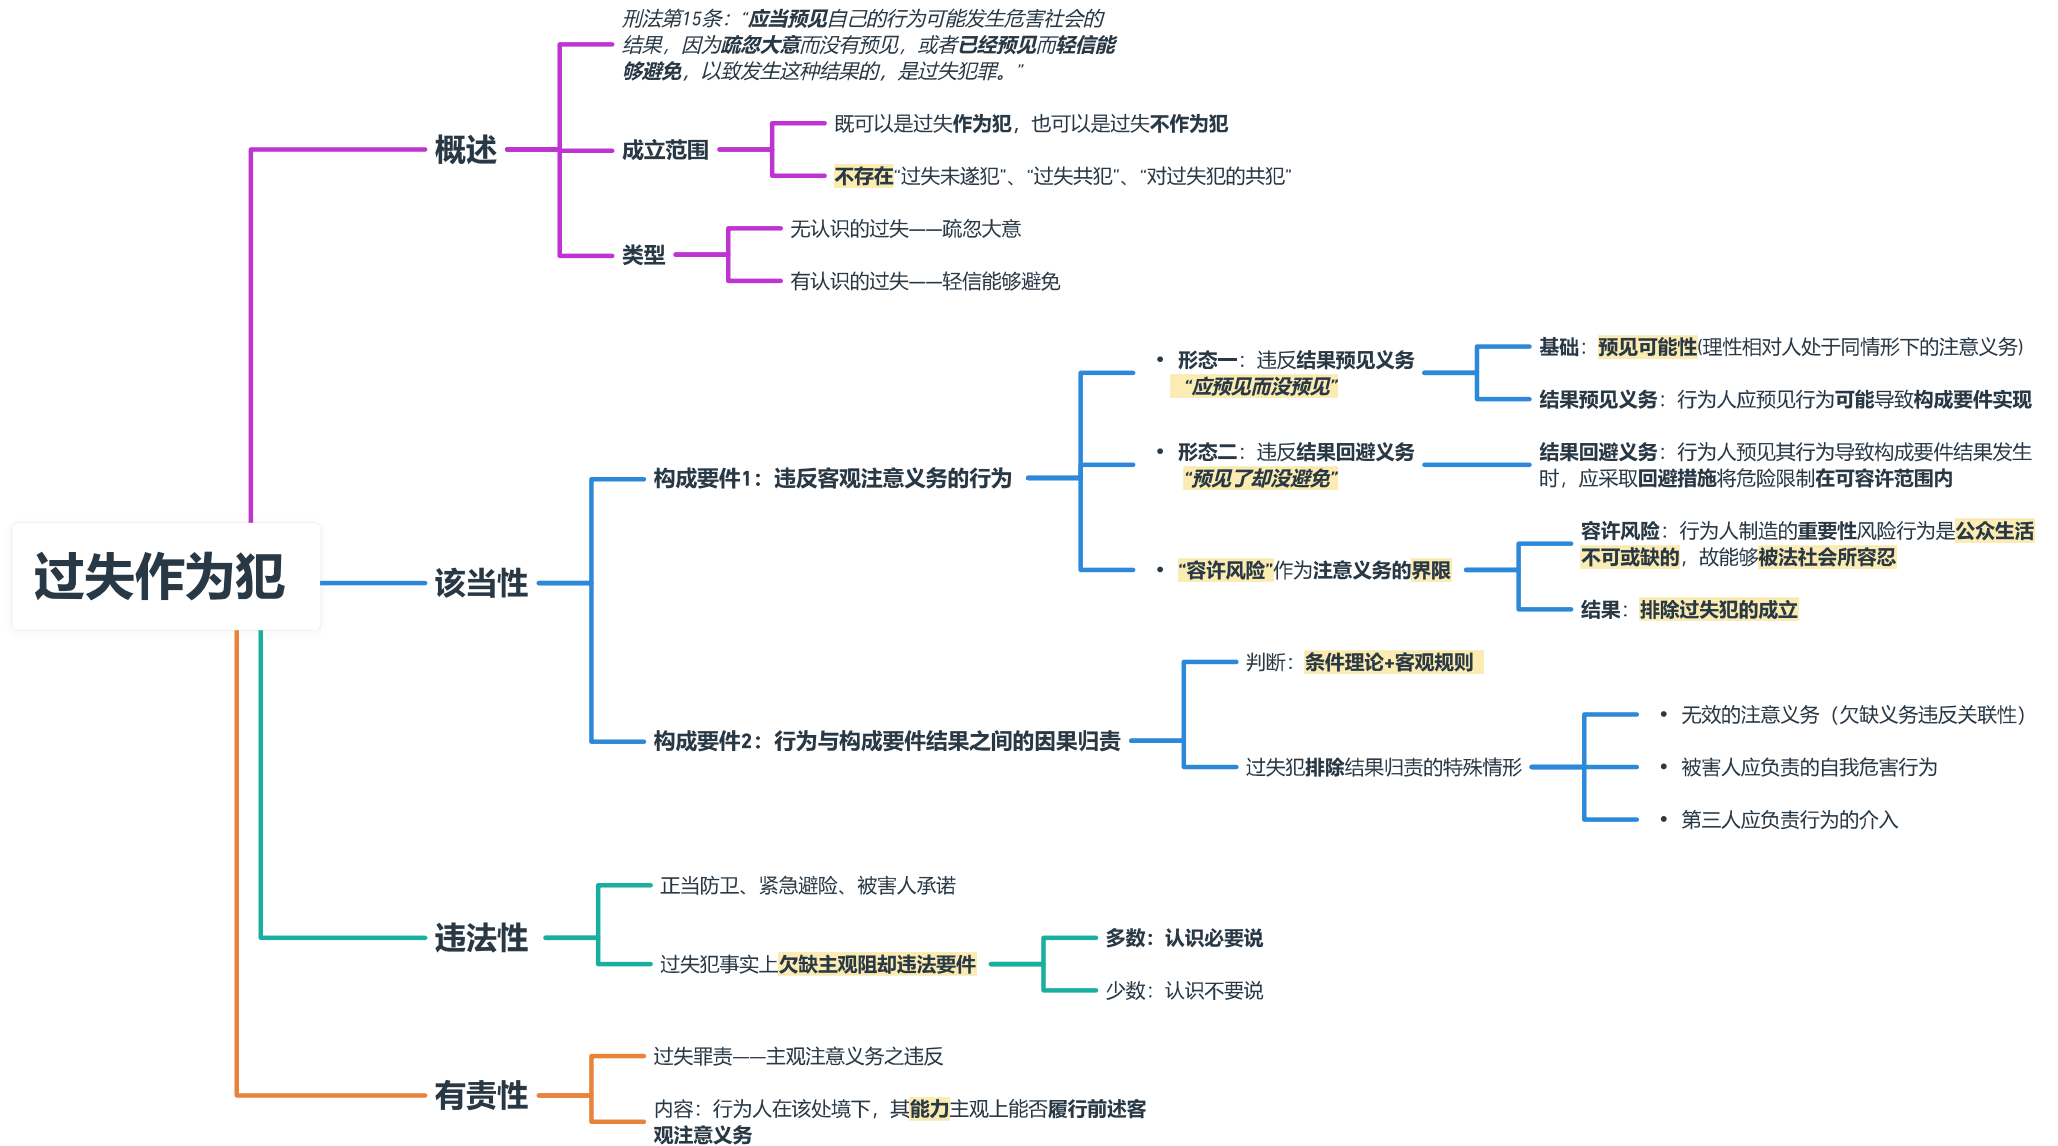 过失作为犯
概述
刑法第15条：“应当预见自己的行为可能发生危害社会的
结果，因为疏忽大意而没有预见，或者已经预见而轻信能
够避免，以致发生这种结果的，是过失犯罪。”
成立范围
既可以是过失作为犯，也可以是过失不作为犯
不存在“过失未遂犯”、“过失共犯”、“对过失犯的共犯”
类型
无认识的过失——疏忽大意
有认识的过失——轻信能够避免
该当性
构成要件1：违反客观注意义务的行为
• 形态一：违反结果预见义务
“应预见而没预见”
基础：预见可能性(理性相对人处于同情形下的注意义务)
结果预见义务：行为人应预见行为可能导致构成要件实现
• 形态二：违反结果回避义务
“预见了却没避免”
结果回避义务：行为人预见其行为导致构成要件结果发生
时，应采取回避措施将危险限制在可容许范围内
• “容许风险”作为注意义务的界限
容许风险：行为人制造的重要性风险行为是公众生活
不可或缺的，故能够被法社会所容忍
结果：排除过失犯的成立
构成要件2：行为与构成要件结果之间的因果归责
判断：条件理论+客观规则
过失犯排除结果归责的特殊情形
• 无效的注意义务（欠缺义务违反关联性）
• 被害人应负责的自我危害行为
• 第三人应负责行为的介入
违法性
正当防卫、紧急避险、被害人承诺
过失犯事实上欠缺主观阻却违法要件
多数：认识必要说
少数：认识不要说
有责性
过失罪责——主观注意义务之违反
内容：行为人在该处境下，其能力主观上能否履行前述客
观注意义务